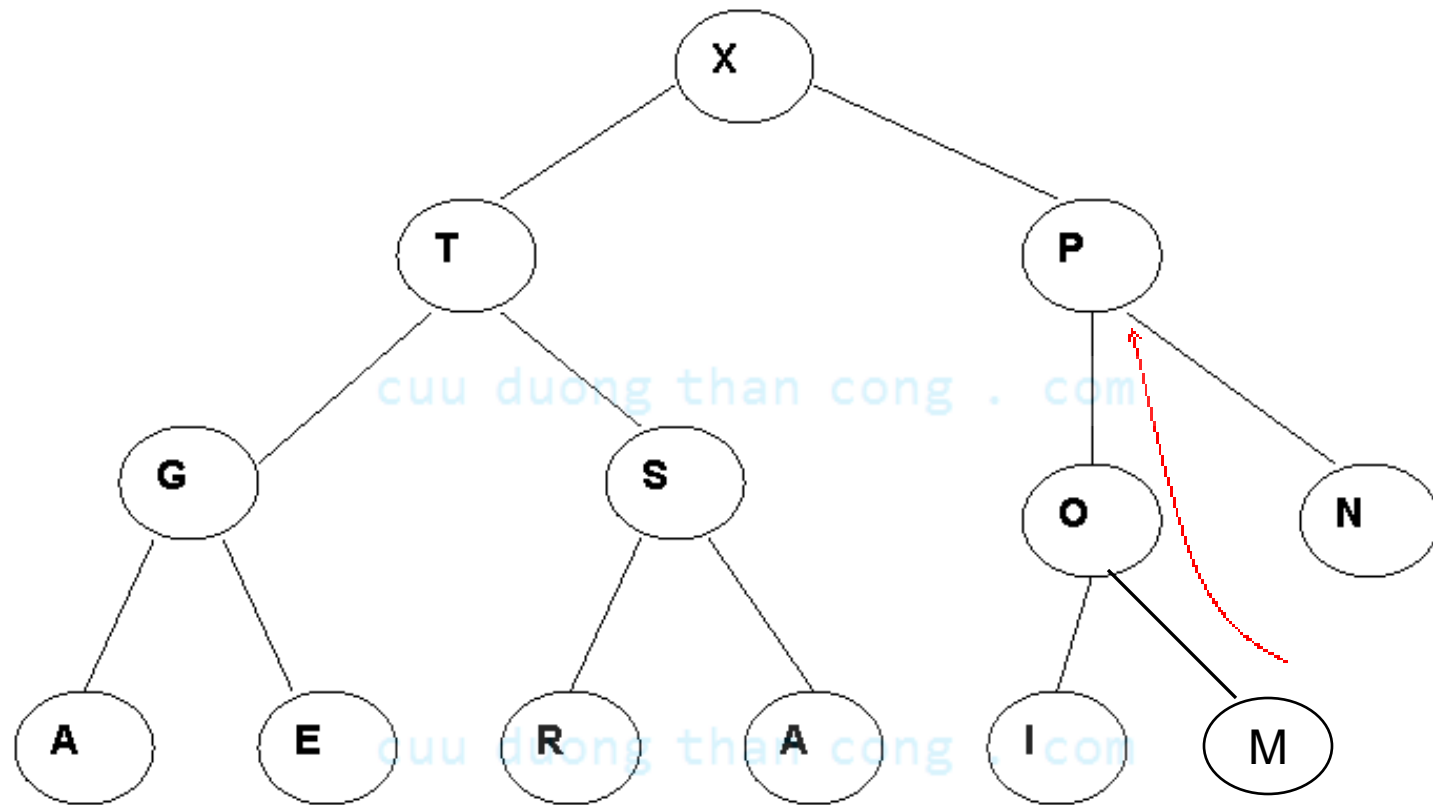 X
T P
cuu duong than cong . com
G S O N
A E R A I M
cuu duong than cong . com